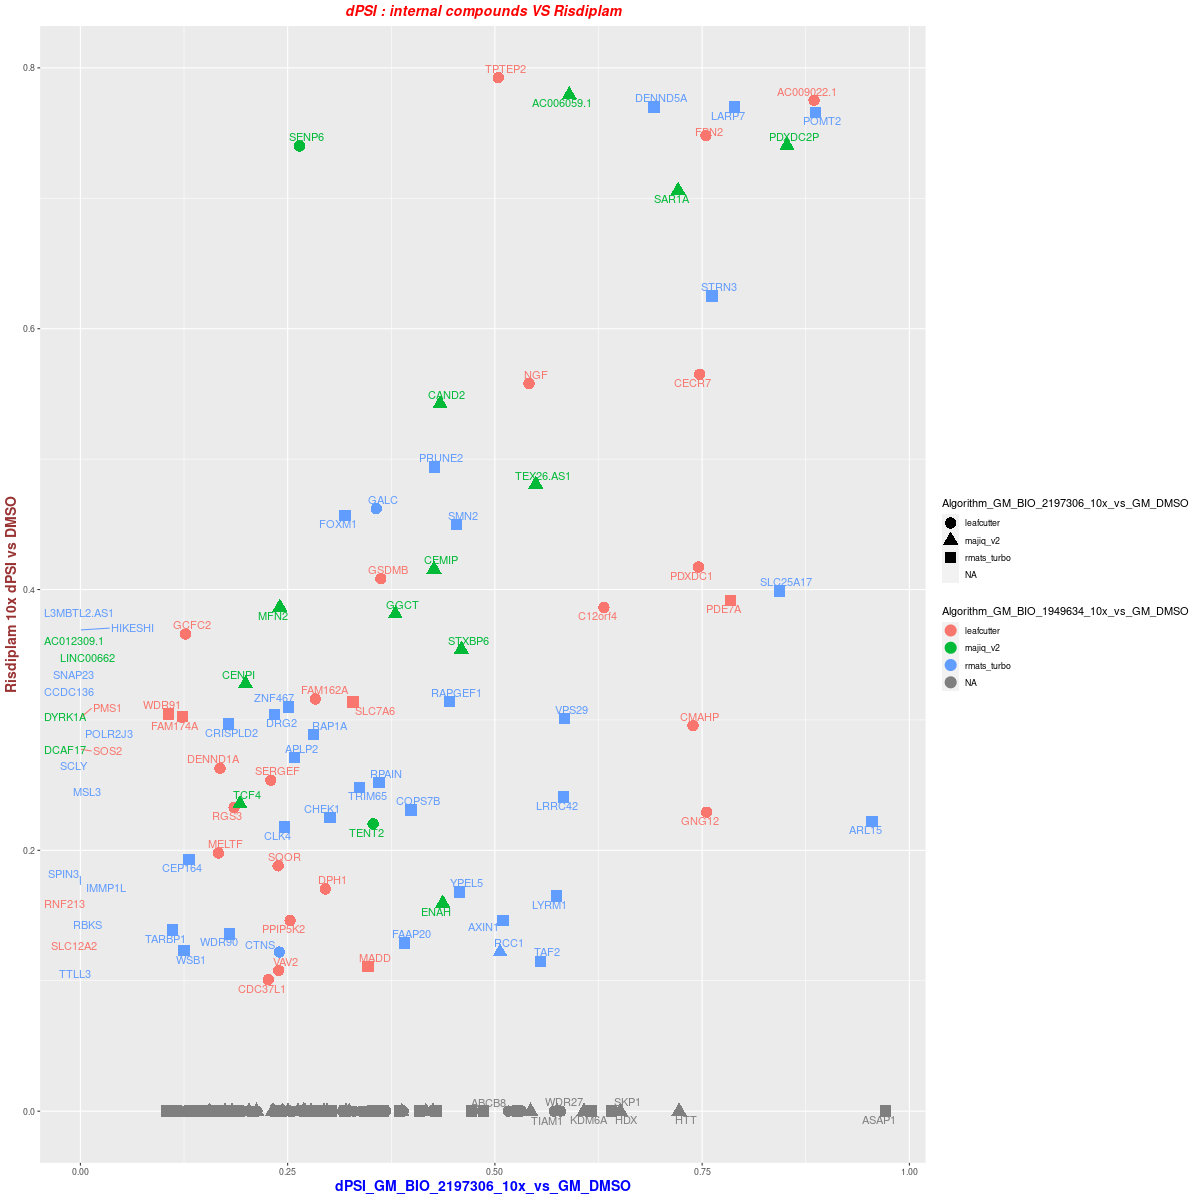 dPSI : internal compounds VS Risdiplam
TPTEP2
AC006059.1
DENND5A
LARP7
AC009022.1
POMT2
FBN2
PDXDC2P
SENP6
SAR1A
STRN3
NGF
CECR7
CAND2
PRUNE2
TEX26.AS1
GALC
FOXM1
SMN2
CEMIP
GSDMB
PDXDC1
SLC25A17
PDE7A
C12orf4
GGCT
MFN2
L3MBTL2.AS1
HIKESHI
GCFC2
AC012309.1
STXBP6
LINC00662
SNAP23
CENPI
CCDC136
FAM162A
RAPGEF1
ZNF467
SLC7A6
WDR91
PMS1
DYRK1A
FAM174A
DRG2
VPS29
CMAHP
RAP1A
CRISPLD2
POLR2J3
DCAF17
SOS2
APLP2
DENND1A
SCLY
SERGEF
RPAIN
MSL3
TCF4
TRIM65
COPS7B
LRRC42
CHEK1
RGS3
GNG12
ARL15
CLK4
TENT2
MELTF
SQOR
CEP164
SPIN3
IMMP1L
DPH1
YPEL5
LYRM1
RNF213
ENAH
RBKS
PPIP5K2
AXIN1
TARBP1
WDR90
FAAP20
SLC12A2
CTNS
RCC1
TAF2
WSB1
VAV2
MADD
TTLL3
CDC37L1
ABCB8
WDR27
SKP1
TIAM1
KDM6A
HDX
HTT
ASAP1
0.8
0.6
0.4
0.2
0.0
0.00
0.25
0.50
0.75
1.00
Risdiplam 10x dPSI vs DMSO
dPSI_GM_BIO_2197306_10x_vs_GM_DMSO
Algorithm_GM_BIO_2197306_10x_vs_GM_DMSO
leafcutter
majiq_v2
rmats_turbo
NA
Algorithm_GM_BIO_1949634_10x_vs_GM_DMSO
leafcutter
majiq_v2
rmats_turbo
NA